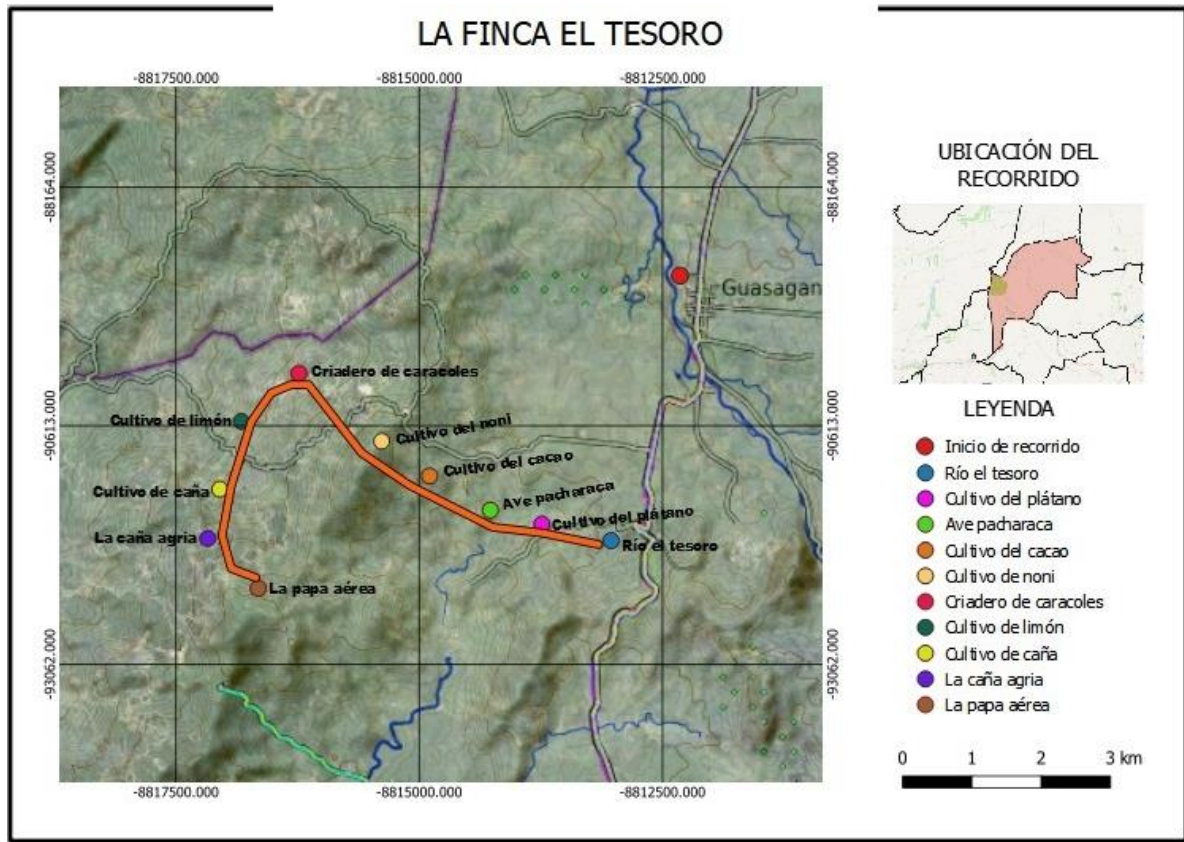 LA FINCA EL TESORO
-8817500.000 -8815000.000 -8812500.000
-88164.000
-90613.000
-93062.000
-88164.000
-90613.000
-93062.000
Guasagan
Criadero de caracoles
Cultivo de limón
Cultivo del noni
Cultivo del cacao
Cultivo de caña
Ave pacharaca
Cultivo del plátano
La caña agria
Río el tesoro
La papa aérea
-8817500.000 -8815000.000 -8812500.000
UBICACIÓN DEL
RECORRIDO
LEYENDA
Inicio de recorrido
Río el tesoro
Cultivo del plátano
Ave pacharaca
Cultivo del cacao
Cultivo de noni
Criadero de caracoles
Cultivo de limón
Cultivo de caña
La caña agria
La papa aérea
0 1 2 3 km